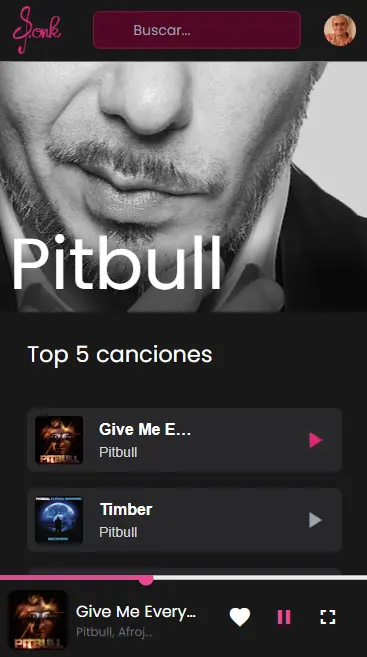 Sonk
Buscar...
Pitbull
Top 5 canciones
Give Me E...
Pitbull
PITBULL
Timber
Pitbull
Give Me Every...
Pitbull, Afroj...
PITBULL